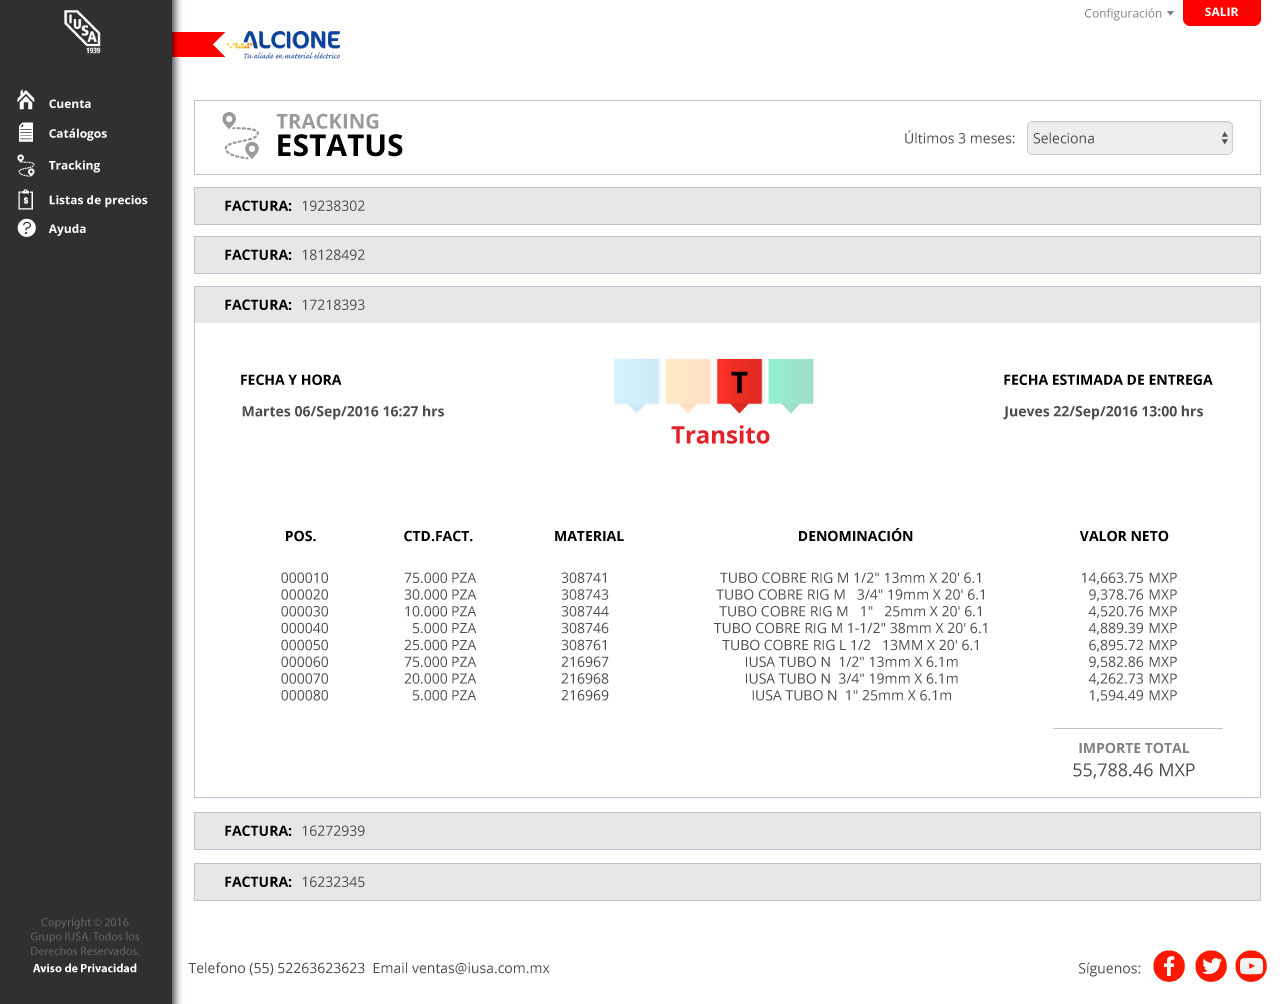 IUSA
1939
Cuenta
Catálogos
Tracking
Listas de precios
Ayuda
Copyright © 2016
Grupo IUSA. Todos los
Derechos Reservados.
Aviso de Privacidad
Configuración
SALIR
ALCIONE
Tu aliado en material eléctrico
TRACKING
ESTATUS
Últimos 3 meses: Seleciona
FACTURA: 19238302
FACTURA: 18128492
FACTURA: 17218393
FECHA Y HORA
Martes 06/Sep/2016 16:27 hrs
T
Transito
FECHA ESTIMADA DE ENTREGA
Jueves 22/Sep/2016 13:00 hrs
POS. CTD.FACT. MATERIAL DENOMINACIÓN VALOR NETO
000010 75.000 PZA 308741 TUBO COBRE RIG M 1/2" 13mm X 20' 6.1 14,663.75 MXP
000020 30.000 PZA 308743 TUBO COBRE RIG M 3/4" 19mm X 20' 6.1 9,378.76 MXP
000030 10.000 PZA 308744 TUBO COBRE RIG M 1" 25mm X 20' 6.1 4,520.76 MXP
000040 5.000 PZA 308746 TUBO COBRE RIG M 1-1/2" 38mm X 20' 6.1 4,889.39 MXP
000050 25.000 PZA 308761 TUBO COBRE RIG L 1/2 13MM X 20' 6.1 6,895.72 MXP
000060 75.000 PZA 216967 IUSA TUBO N 1/2" 13mm X 6.1m 9,582.86 MXP
000070 20.000 PZA 216968 IUSA TUBO N 3/4" 19mm X 6.1m 4,262.73 MXP
000080 5.000 PZA 216969 IUSA TUBO N 1" 25mm X 6.1m 1,594.49 MXP
IMPORTE TOTAL
55,788.46 MXP
FACTURA: 16272939
FACTURA: 16232345
Telefono (55) 52263623623 Email ventas@iusa.com.mx
Síguenos: